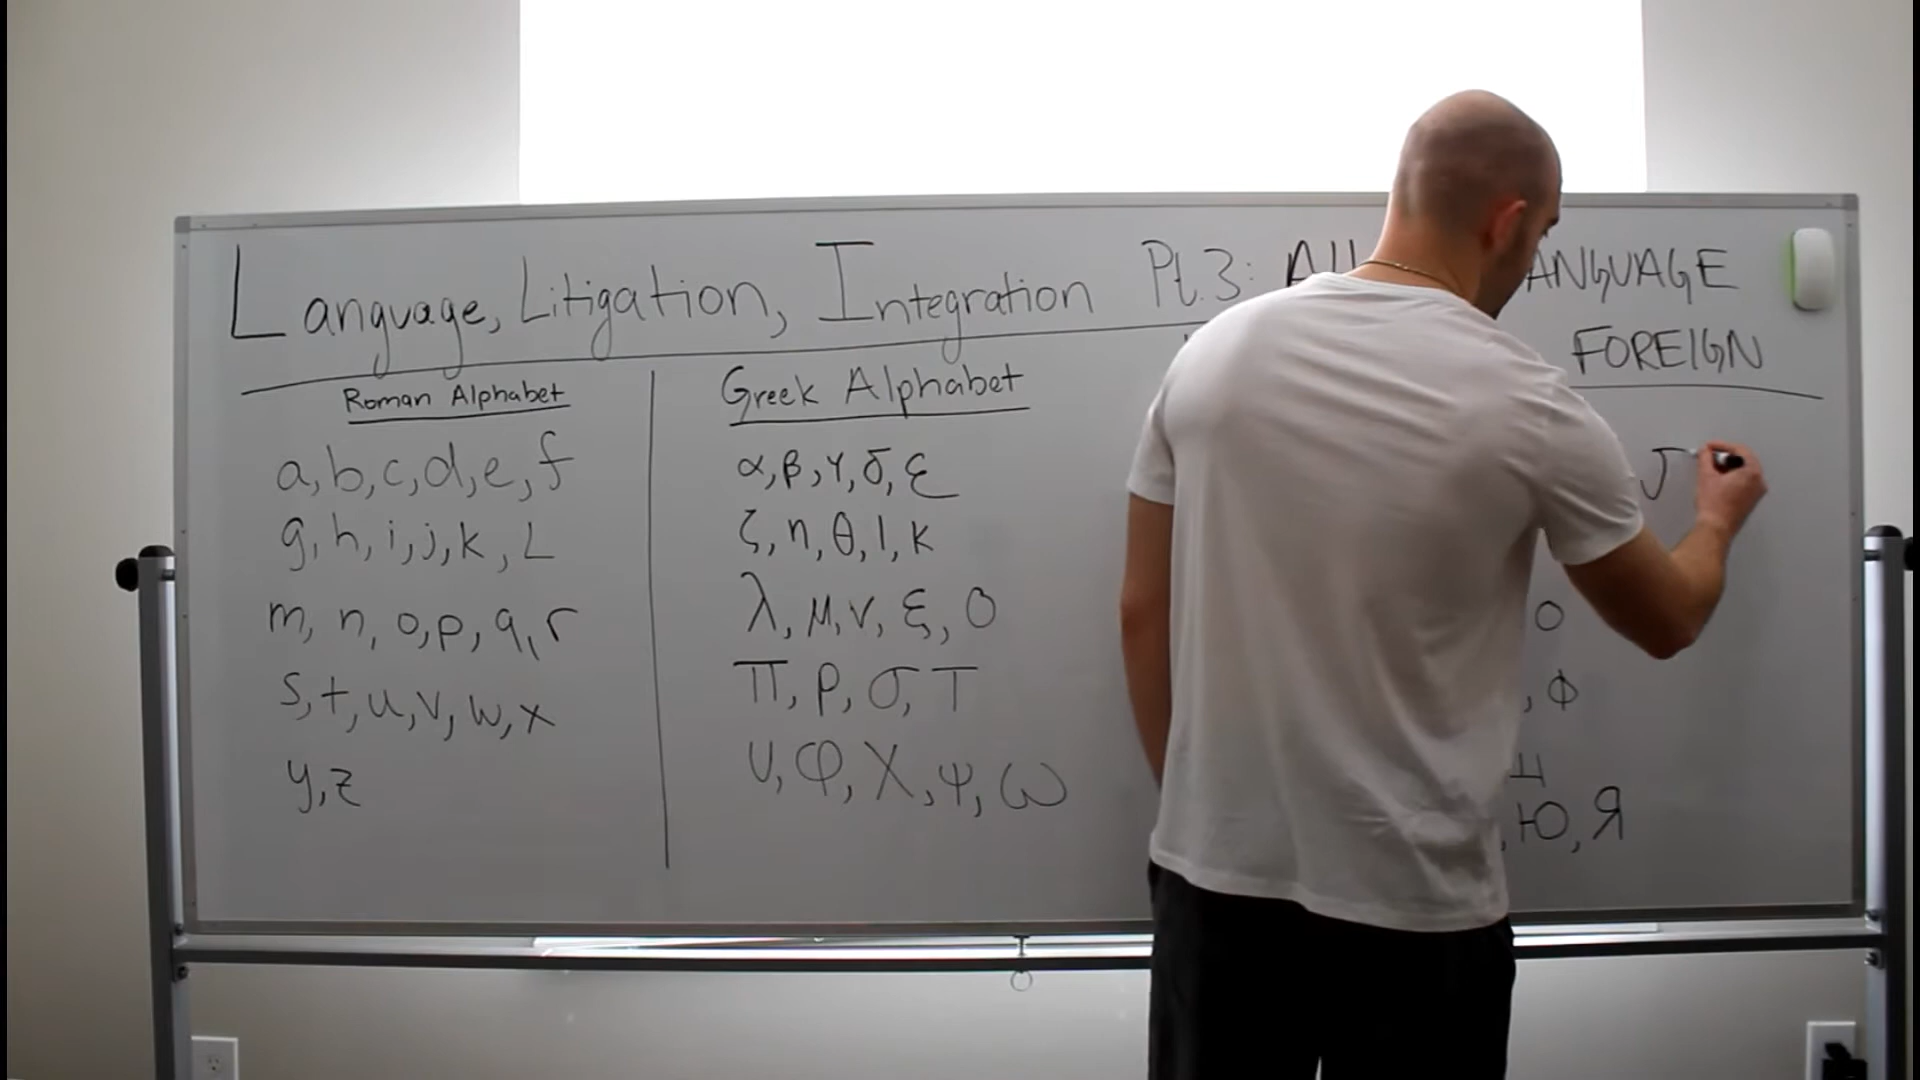 Language, Litigation, Integration Pt.3: All ANGUAGE
FOREIGN
Roman Alphabet
a, b, c, d, e, f
g, h, i, j, k, L
m, n, o, p, q, r
s, t, u, v, w, x
y, z
Greek Alphabet
α, β, γ, δ, ε
ζ, η, θ, ι, κ
λ, μ, ν, ξ, ο
π, ρ, σ, τ
υ, φ, χ, ψ, ω
о
, ф
ц
, Ю, Я
J